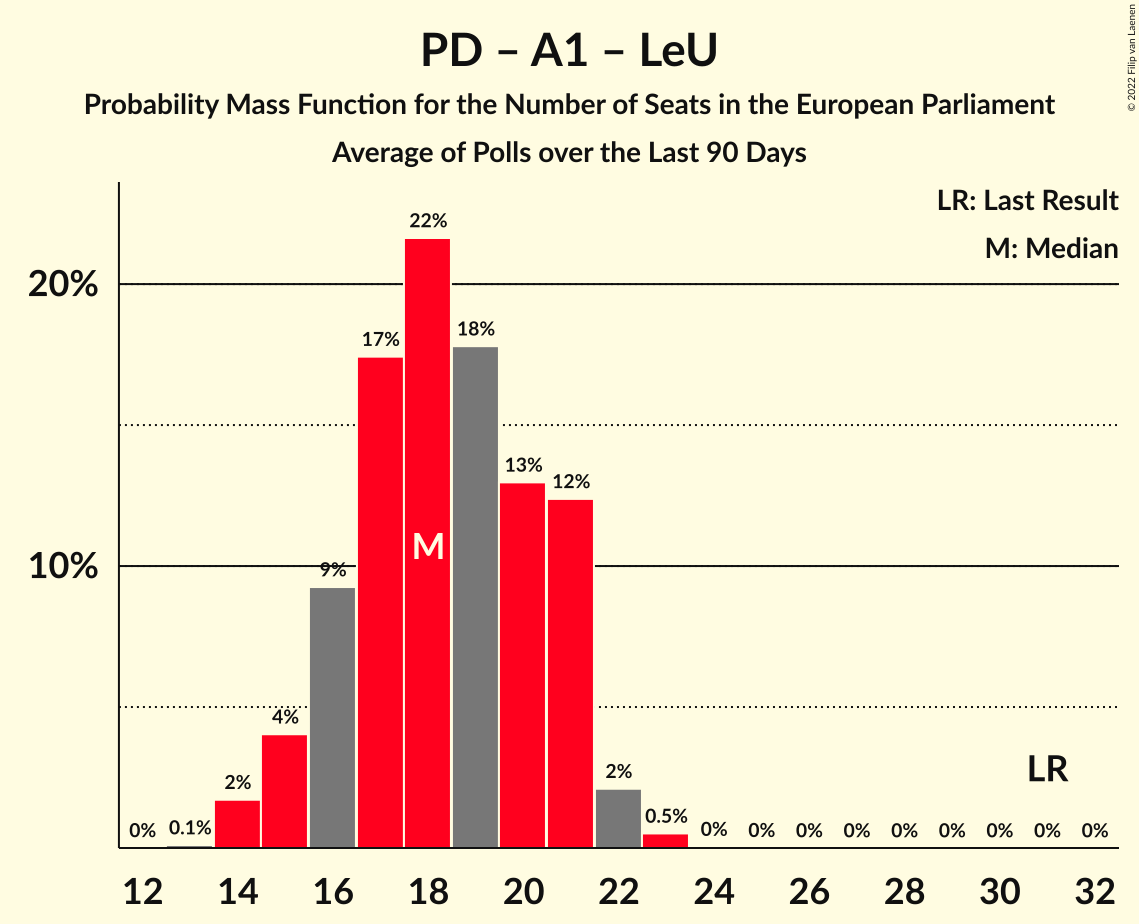 PD – A1 – LeU
Probability Mass Function for the Number of Seats in the European Parliament
Average of Polls over the Last 90 Days
© 2022 Filip van Laenen
LR: Last Result
M: Median
20%
10%
0%
0.1%
2%
4%
9%
17%
22%
18%
13%
12%
2%
0.5%
0%
0%
0%
0%
0%
0%
0%
0%
0%
M
LR
12 14 16 18 20 22 24 26 28 30 32